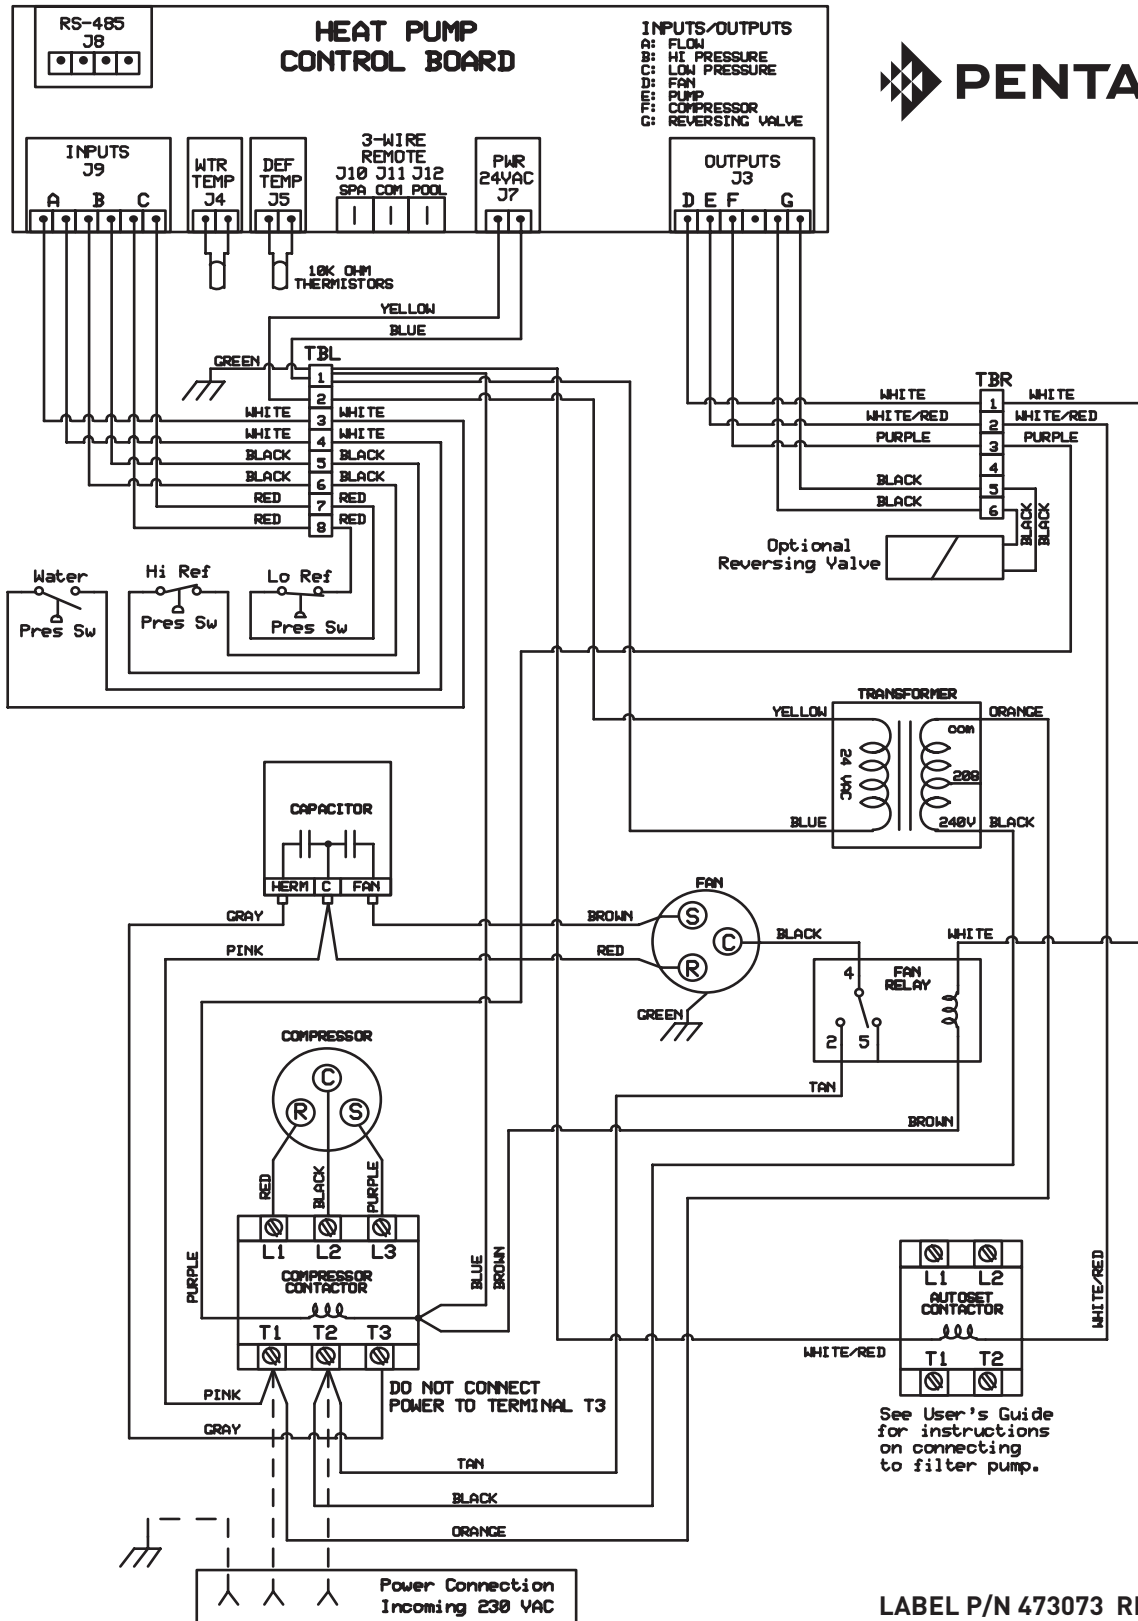 RS-485
J8
HEAT PUMP
CONTROL BOARD
INPUTS/OUTPUTS
A: FLOW
B: HI PRESSURE
C: LOW PRESSURE
D: FAN
E: PUMP
F: COMPRESSOR
G: REVERSING VALVE
PENTA
INPUTS
J9
A B C
WTR
TEMP
J4
DEF
TEMP
J5
3-WIRE
REMOTE
J10 J11 J12
SPA COM POOL
PWR
24VAC
J7
OUTPUTS
J3
D E F G
10K OHM
THERMISTORS
YELLOW
BLUE
GREEN
TBL
1
2
WHITE 3 WHITE
WHITE 4 WHITE
BLACK 5 BLACK
BLACK 6 BLACK
RED 7 RED
RED 8 RED
TBR
WHITE 1 WHITE
WHITE/RED 2 WHITE/RED
PURPLE 3 PURPLE
4
BLACK 5
BLACK 6
BLACK
BLACK
Optional
Reversing Valve
Water
Pres Sw
Hi Ref
Pres Sw
Lo Ref
Pres Sw
TRANSFORMER
YELLOW
ORANGE
24 VAC
com
208
240V
BLUE
BLACK
CAPACITOR
HERM C FAN
GRAY
PINK
BROWN
RED
FAN
S
C
R
GREEN
BLACK
WHITE
4
FAN
RELAY
2 5
TAN
BROWN
COMPRESSOR
C
R
S
RED
BLACK
PURPLE
L1 L2 L3
COMPRESSOR
CONTACTOR
T1 T2 T3
PURPLE
BLUE
BROWN
DO NOT CONNECT
POWER TO TERMINAL T3
PINK
GRAY
TAN
BLACK
ORANGE
L1 L2
AUTOSET
CONTACTOR
T1 T2
WHITE/RED
WHITE/RED
See User's Guide
for instructions
on connecting
to filter pump.
Power Connection
Incoming 230 VAC
LABEL P/N 473073 RE